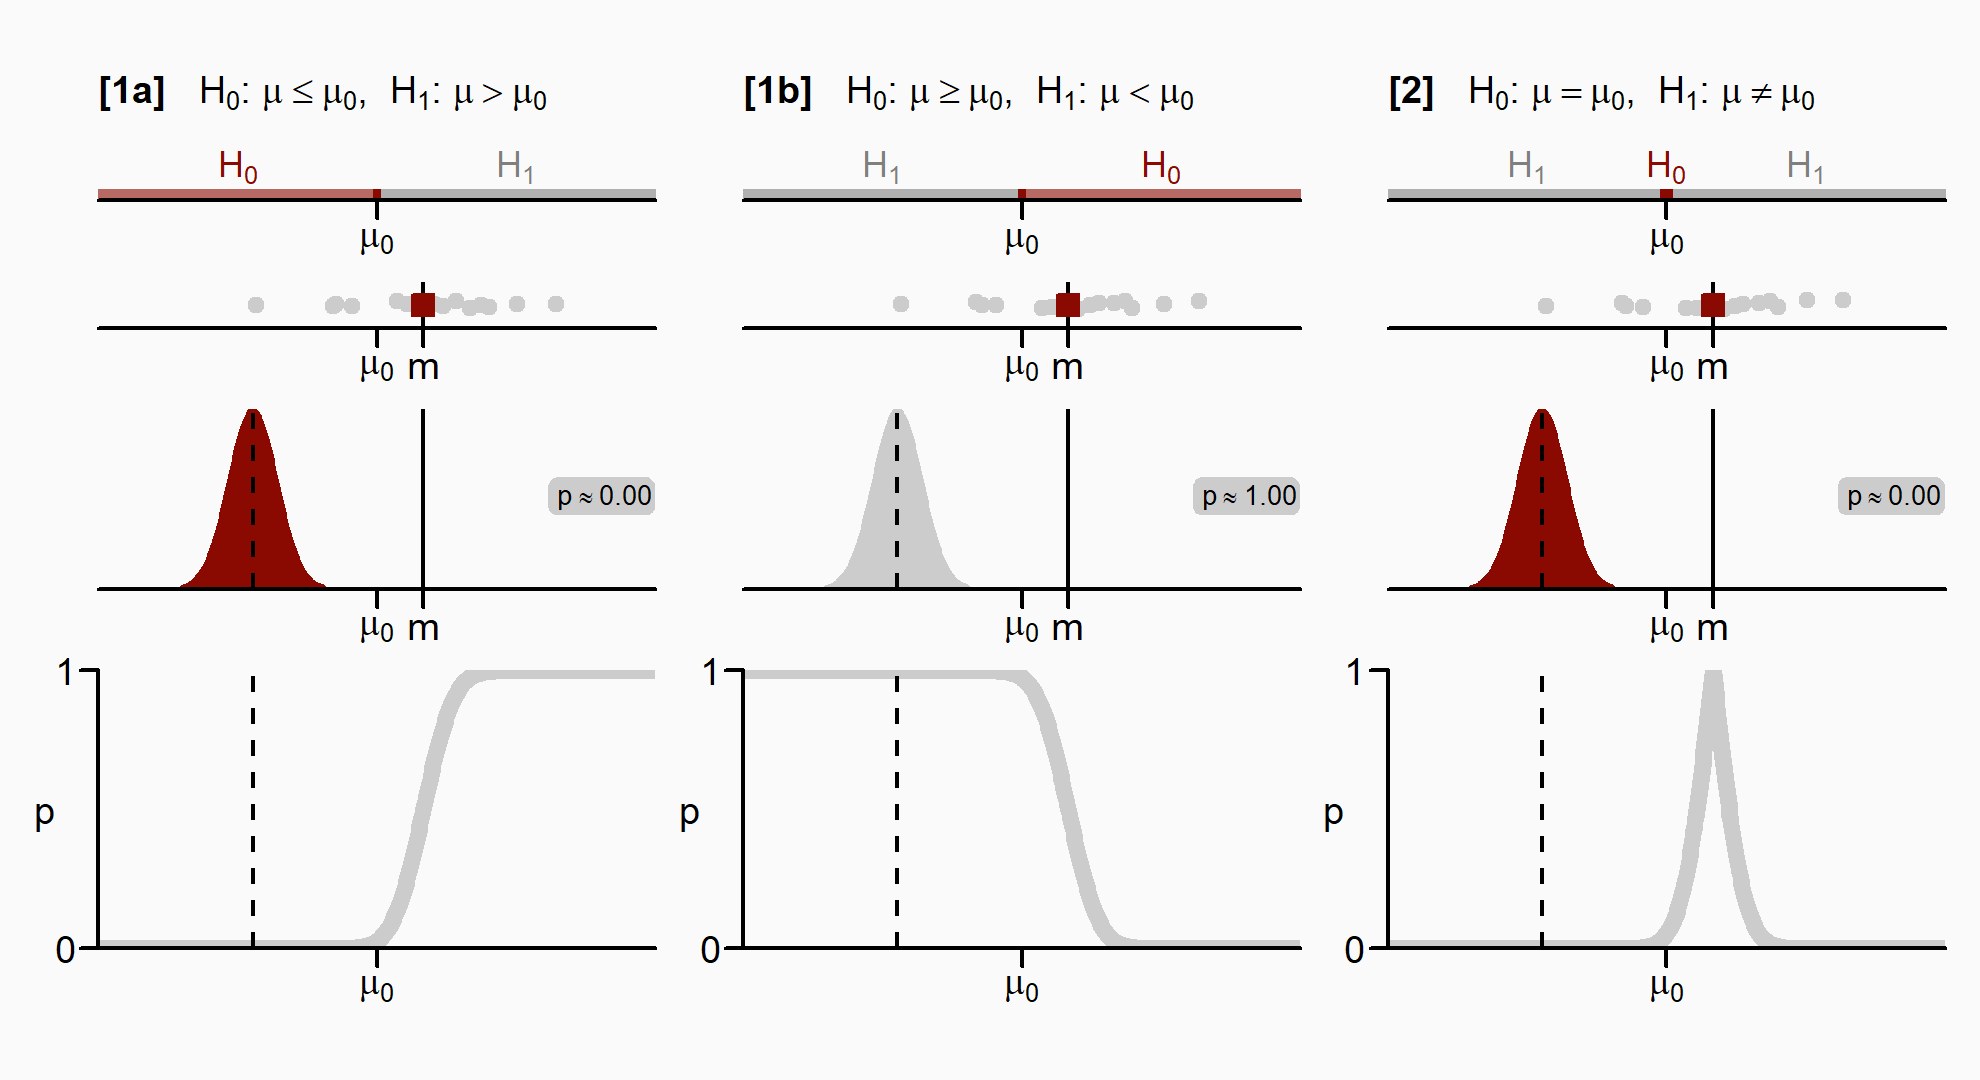 [1a] H₀: μ ≤ μ₀, H₁: μ > μ₀
H₀ H₁
μ₀
μ₀ m
p ≈ 0.00
μ₀ m
1
p
0
μ₀
[1b] H₀: μ ≥ μ₀, H₁: μ < μ₀
H₁ H₀
μ₀
μ₀ m
p ≈ 1.00
μ₀ m
1
p
0
μ₀
[2] H₀: μ = μ₀, H₁: μ ≠ μ₀
H₁ H₀ H₁
μ₀
μ₀ m
p ≈ 0.00
μ₀ m
1
p
0
μ₀